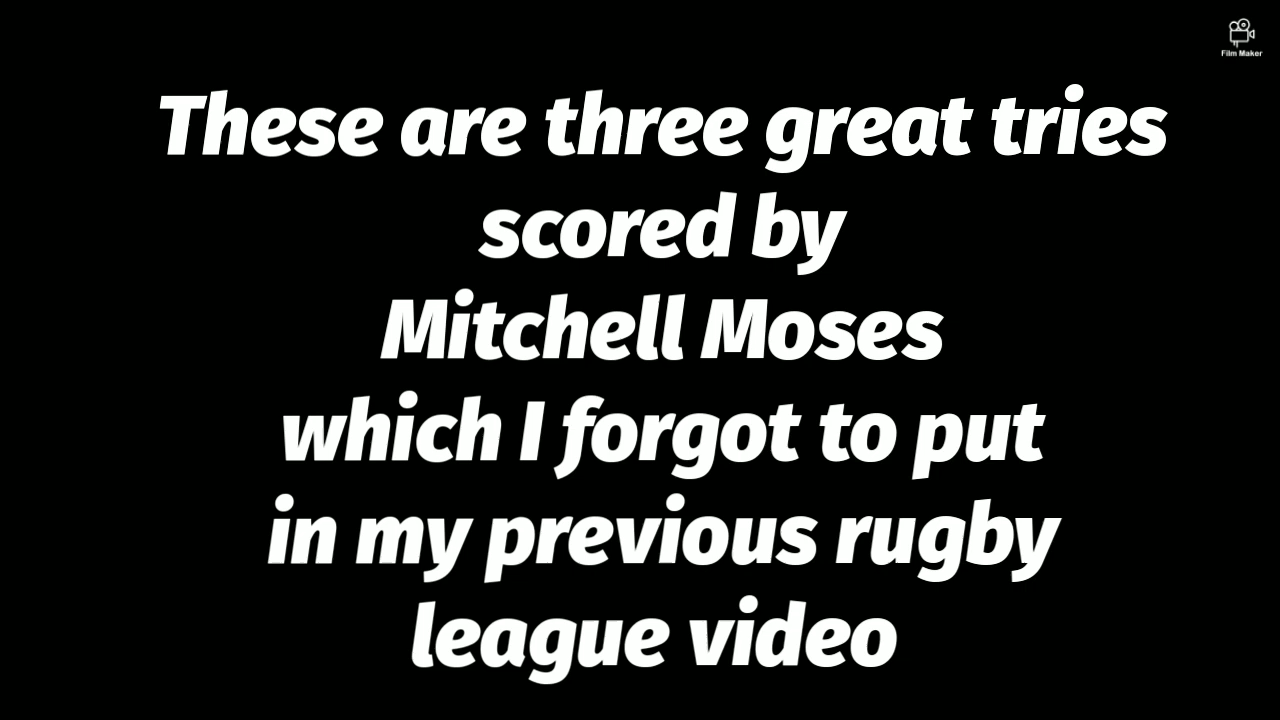 Film Maker
These are three great tries
scored by
Mitchell Moses
which I forgot to put
in my previous rugby
league video